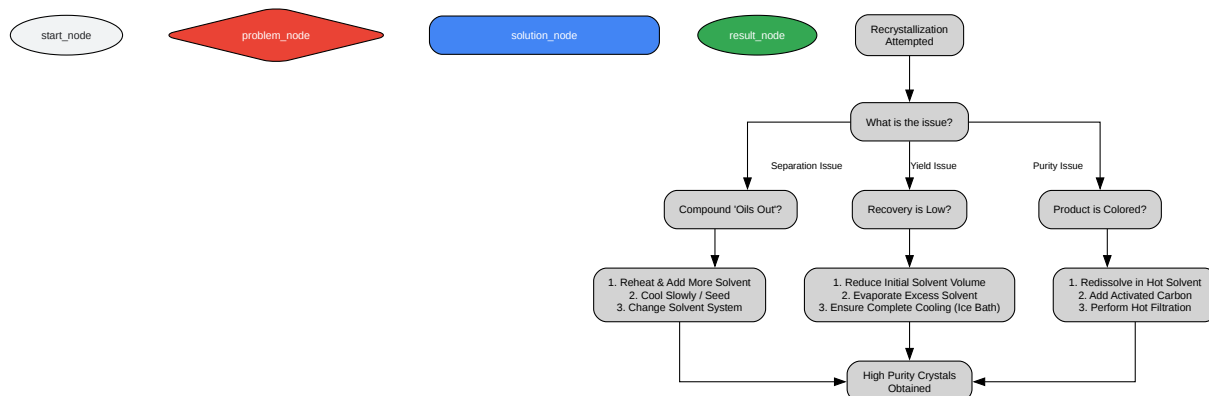 start_node
problem_node
solution_node
result_node
Recrystallization
Attempted
What is the issue?
Separation Issue
Yield Issue
Purity Issue
Compound 'Oils Out'?
Recovery is Low?
Product is Colored?
1. Reheat & Add More Solvent
2. Cool Slowly / Seed
3. Change Solvent System
1. Reduce Initial Solvent Volume
2. Evaporate Excess Solvent
3. Ensure Complete Cooling (Ice Bath)
1. Redissolve in Hot Solvent
2. Add Activated Carbon
3. Perform Hot Filtration
High Purity Crystals
Obtained